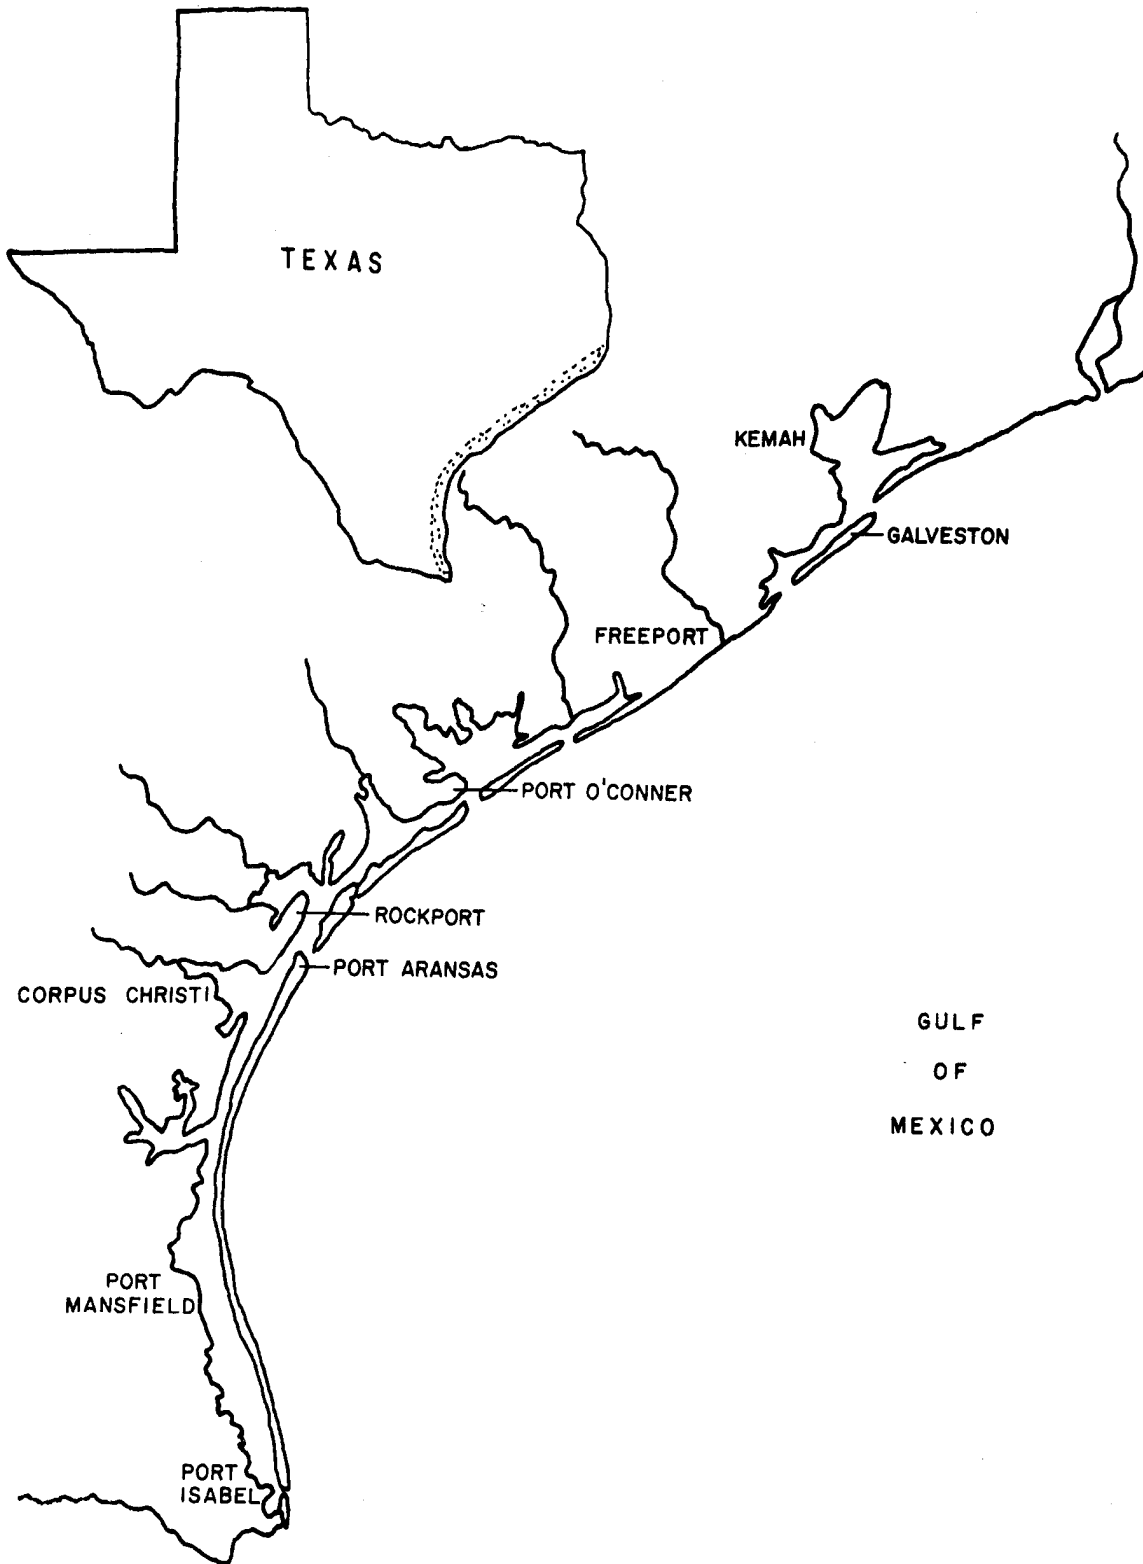 TEXAS
KEMAH
GALVESTON
FREEPORT
PORT O'CONNER
ROCKPORT
PORT ARANSAS
CORPUS CHRISTI
GULF
OF
MEXICO
PORT
MANSFIELD
PORT
ISABEL